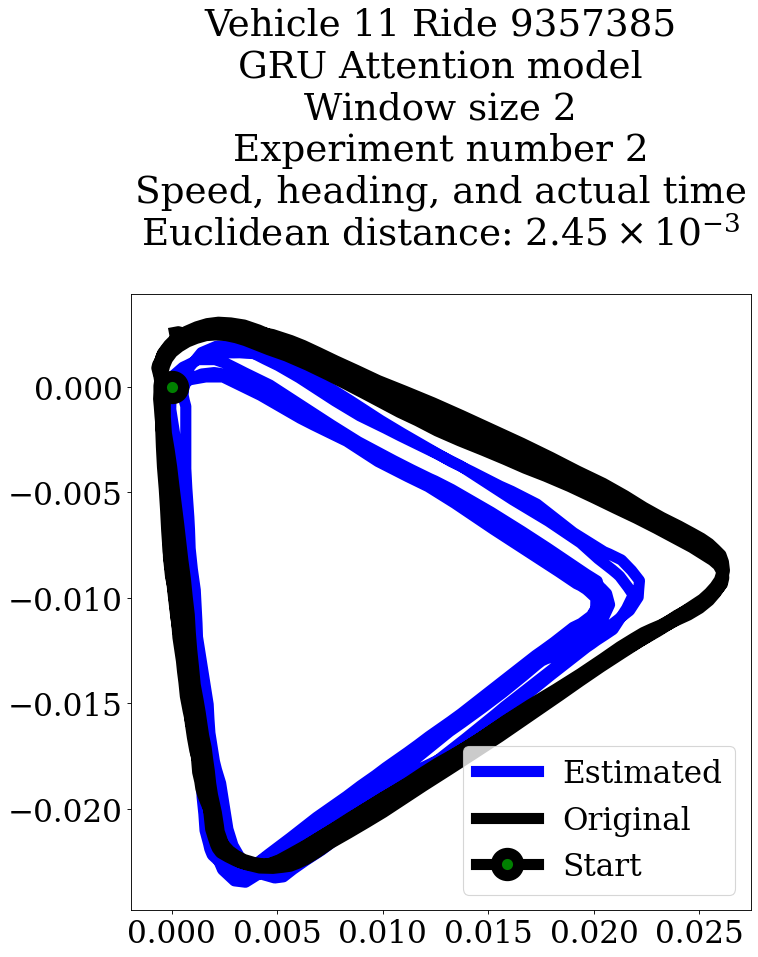 Vehicle 11 Ride 9357385
GRU Attention model
Window size 2
Experiment number 2
Speed, heading, and actual time
Euclidean distance: 2.45 × 10⁻³
0.000
−0.005
−0.010
−0.015
−0.020
Estimated
Original
Start
0.000 0.005 0.010 0.015 0.020 0.025